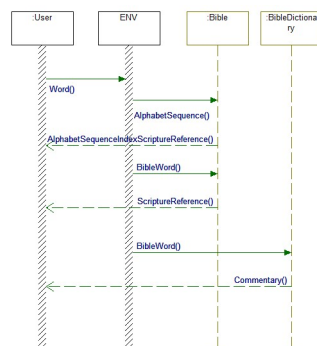 :User
ENV
:Bible
:BibleDictiona
ry
Word()
AlphabetSequence()
AlphabetSequenceIndexScriptureReference()
BibleWord()
ScriptureReference()
BibleWord()
Commentary()